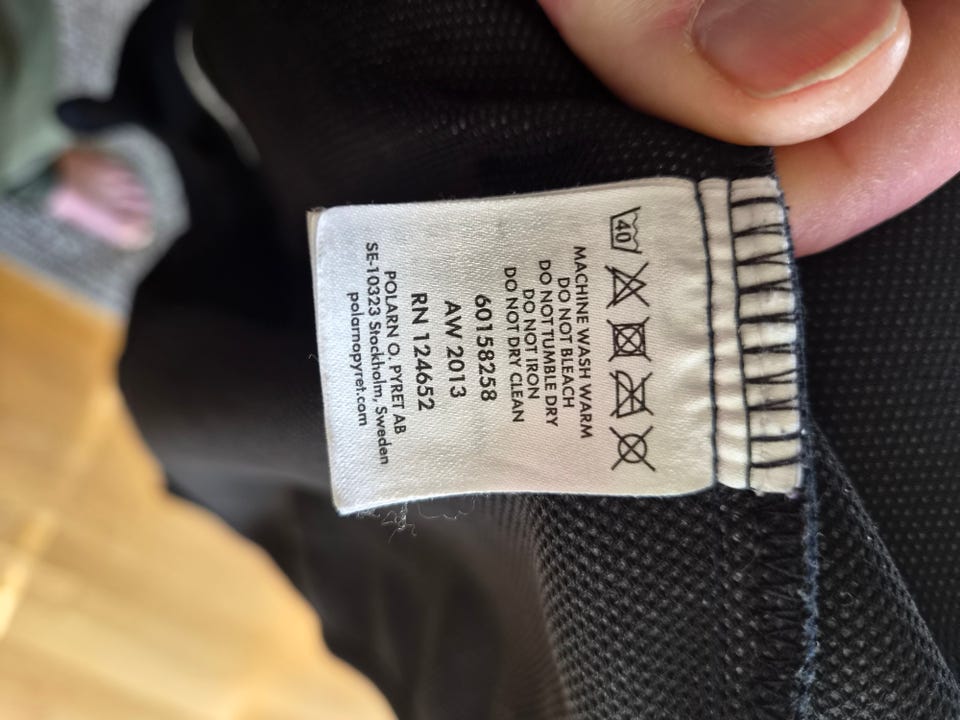 40
MACHINE WASH WARM
DO NOT BLEACH
DO NOT TUMBLE DRY
DO NOT IRON
DO NOT DRY CLEAN
60158258
AW 2013
RN 124652
POLARN O. PYRET AB
SE-10323 Stockholm, Sweden
polarnopyret.com